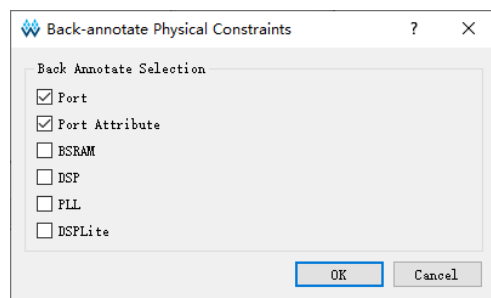 Back-annotate Physical Constraints
Back Annotate Selection
Port
Port Attribute
BSRAM
DSP
PLL
DSPLite
OK Cancel